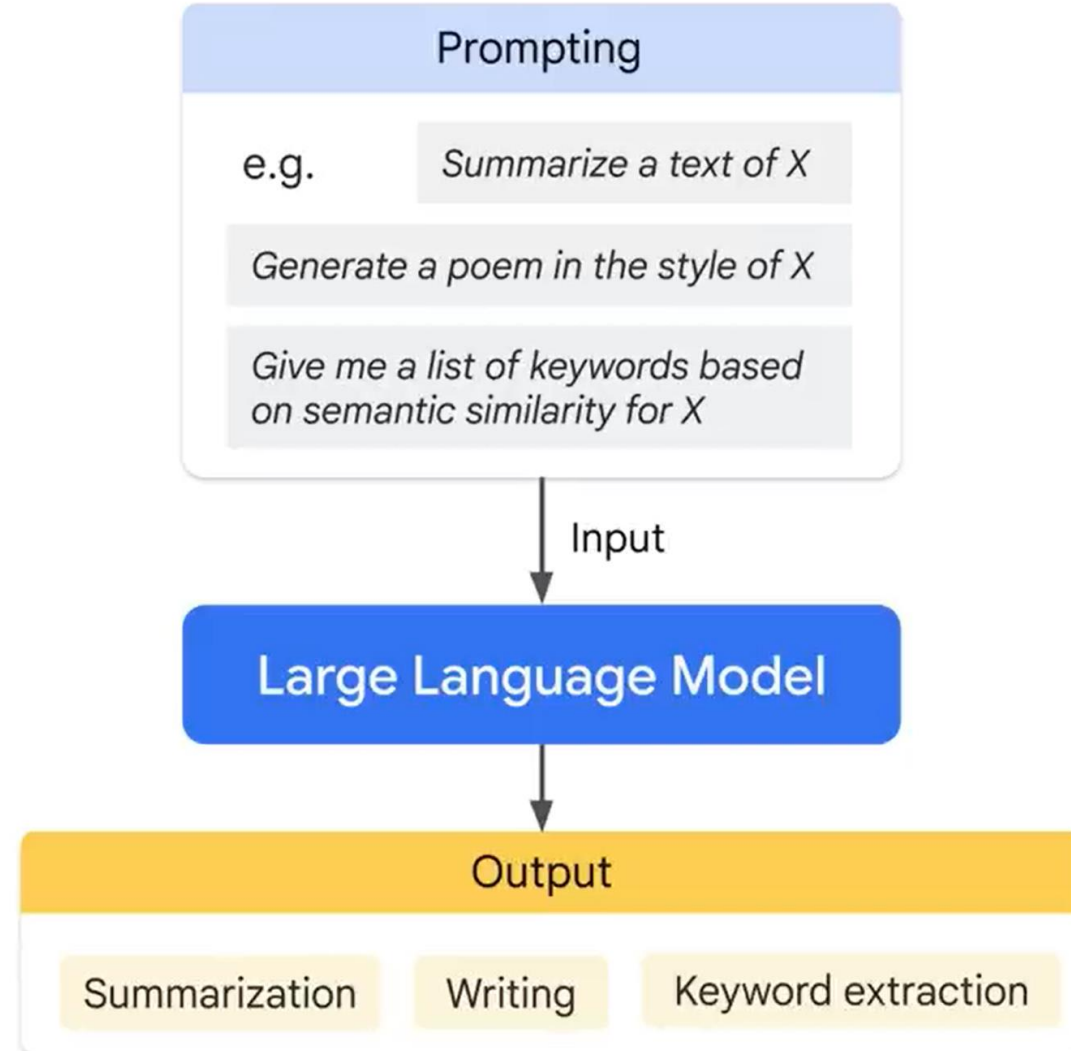 Prompting
e.g.
Summarize a text of X
Generate a poem in the style of X
Give me a list of keywords based
on semantic similarity for X
Input
Large Language Model
Output
Summarization
Writing
Keyword extraction